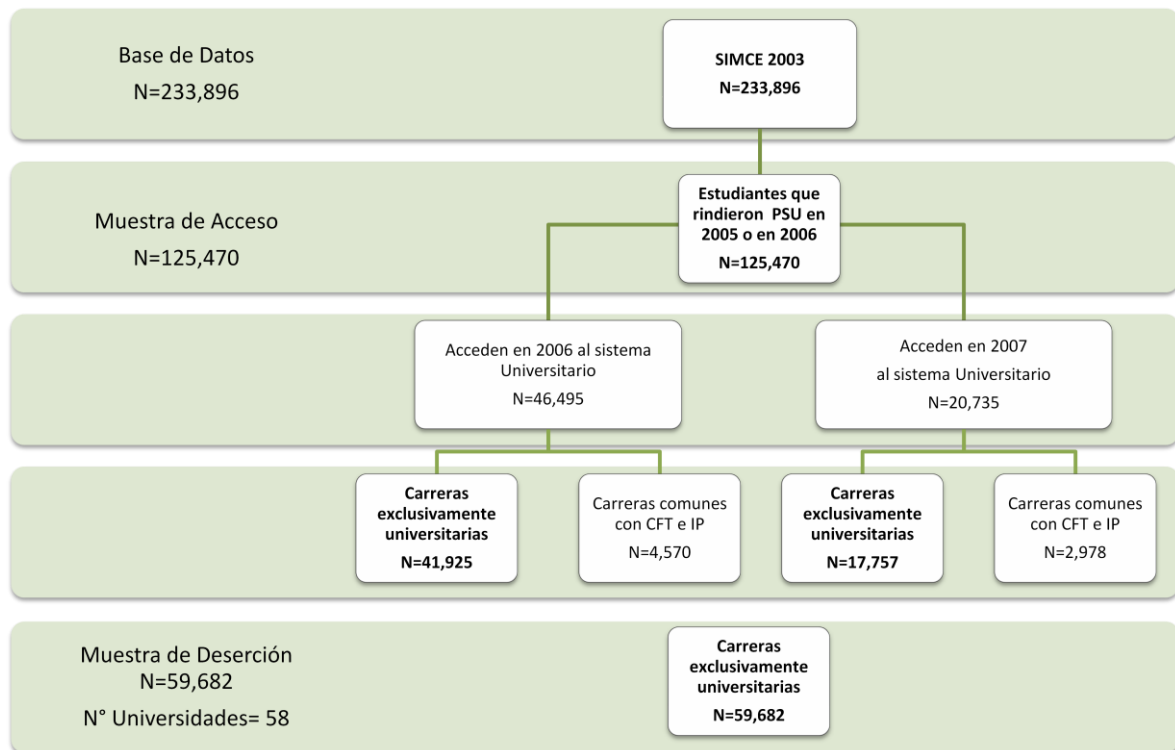 Base de Datos
N=233,896
SIMCE 2003
N=233,896
Muestra de Acceso
N=125,470
Estudiantes que
rindieron PSU en
2005 o en 2006
N=125,470
Acceden en 2006 al sistema
Universitario
N=46,495
Acceden en 2007
al sistema Universitario
N=20,735
Carreras
exclusivamente
universitarias
N=41,925
Carreras comunes
con CFT e IP
N=4,570
Carreras
exclusivamente
universitarias
N=17,757
Carreras comunes
con CFT e IP
N=2,978
Muestra de Deserción
N=59,682
N° Universidades= 58
Carreras
exclusivamente
universitarias
N=59,682